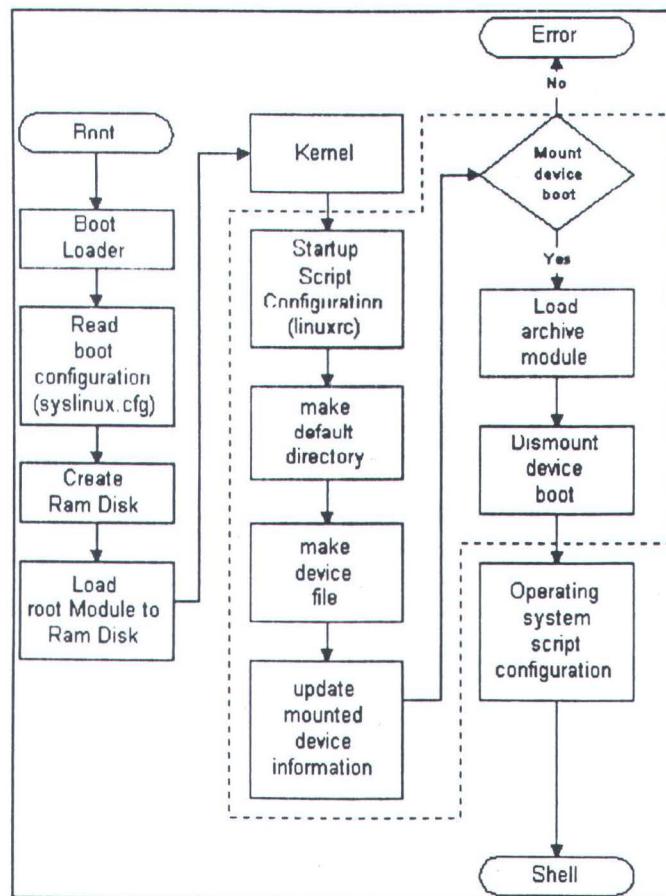 Root
Boot
Loader
Read
boot
configuration
(syslinux.cfg)
Create
Ram Disk
Load
root Module to
Ram Disk
Kernel
Startup
Script
Configuration
(linuxrc)
make
default
directory
make
device
file
update
mounted
device
information
Mount
device
boot
No
Error
Yes
Load
archive
module
Dismount
device
boot
Operating
system
script
configuration
Shell